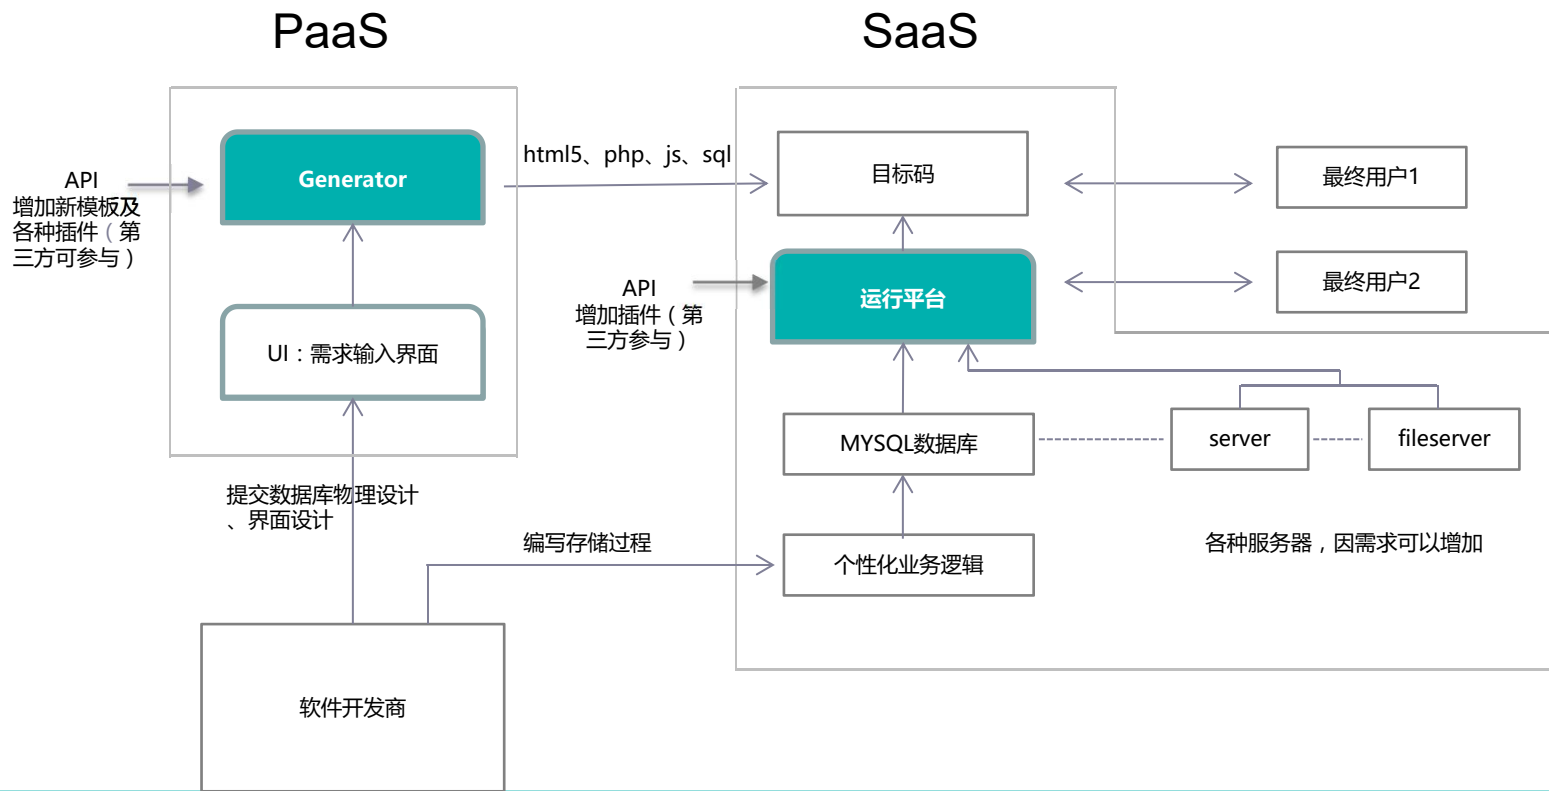 PaaS
SaaS
Generator
html5、php、js、sql
目标码
最终用户1
API
增加新模板及
各种插件（第
三方可参与）
运行平台
最终用户2
API
增加插件（第
三方参与）
UI：需求输入界面
MYSQL数据库
server
fileserver
提交数据库物理设计
、界面设计
编写存储过程
个性化业务逻辑
各种服务器，因需求可以增加
软件开发商